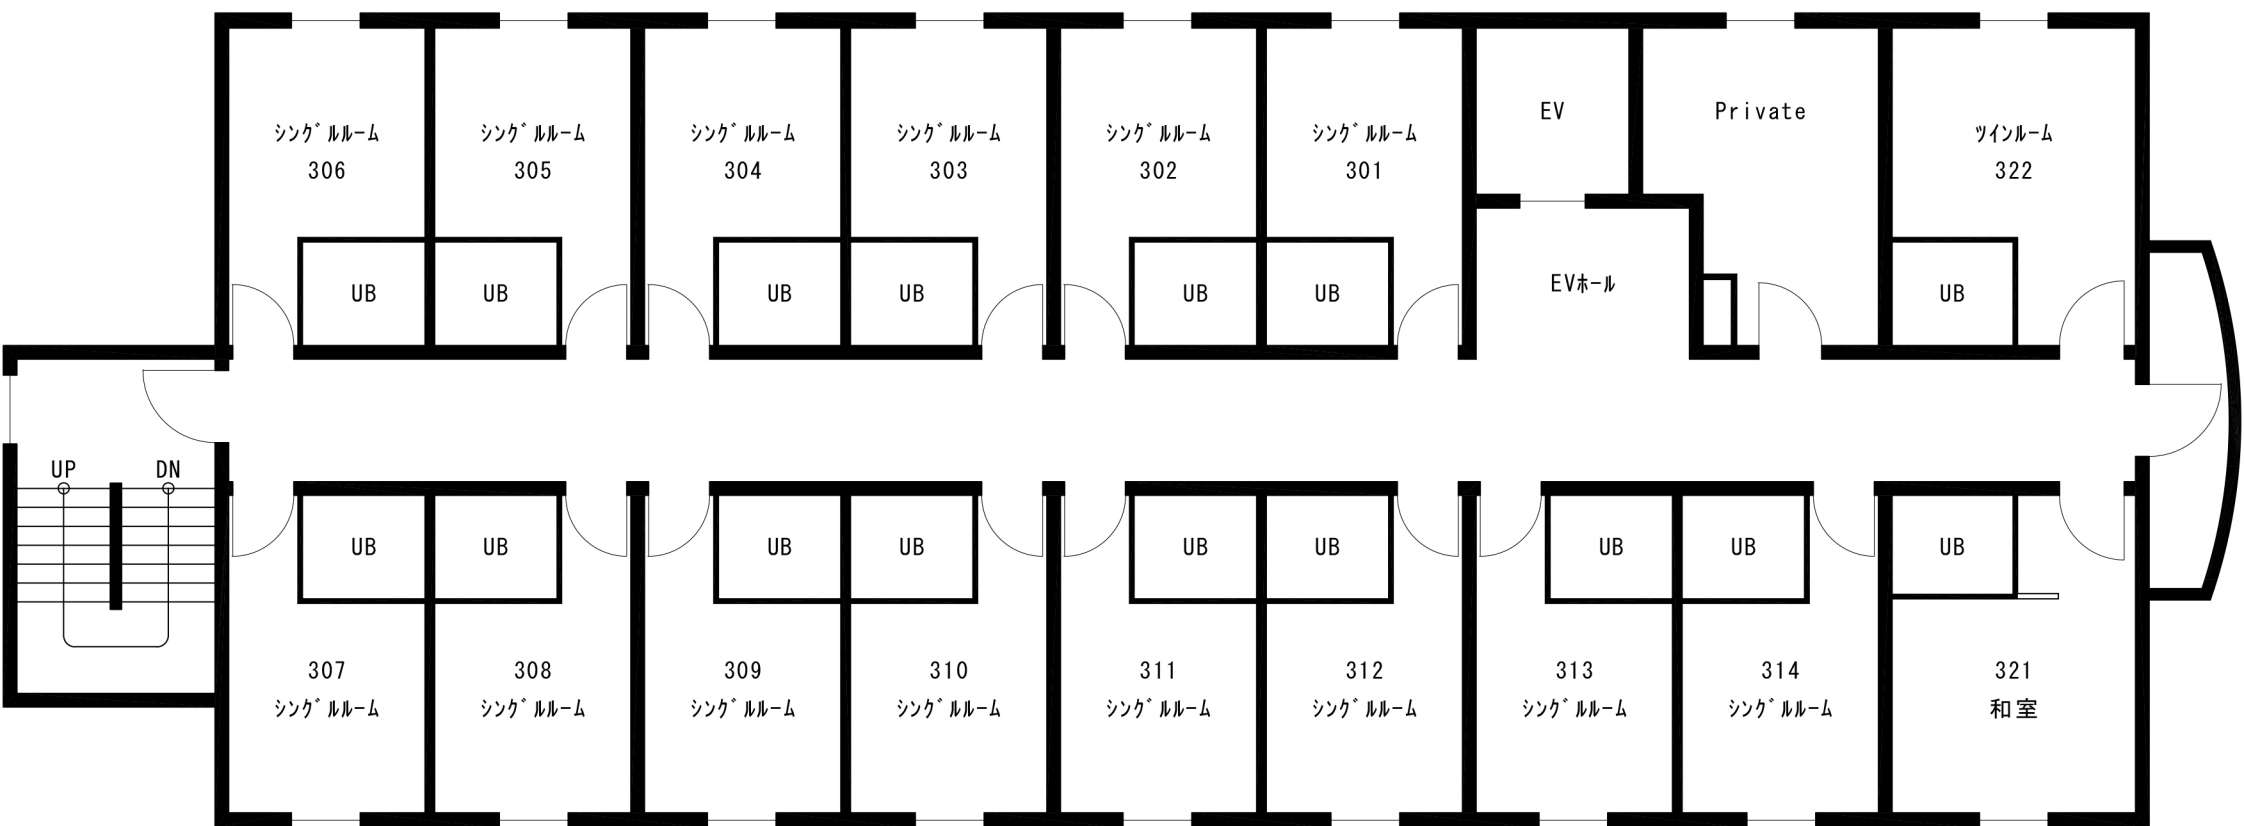 ｼﾝｸﾞﾙﾙｰﾑ
306
ｼﾝｸﾞﾙﾙｰﾑ
305
ｼﾝｸﾞﾙﾙｰﾑ
304
ｼﾝｸﾞﾙﾙｰﾑ
303
ｼﾝｸﾞﾙﾙｰﾑ
302
ｼﾝｸﾞﾙﾙｰﾑ
301
EV
Private
ﾂｲﾝﾙｰﾑ
322
UB
UB
UB
UB
UB
UB
EVﾎｰﾙ
UB
UP
DN
UB
UB
UB
UB
UB
UB
UB
UB
UB
307
ｼﾝｸﾞﾙﾙｰﾑ
308
ｼﾝｸﾞﾙﾙｰﾑ
309
ｼﾝｸﾞﾙﾙｰﾑ
310
ｼﾝｸﾞﾙﾙｰﾑ
311
ｼﾝｸﾞﾙﾙｰﾑ
312
ｼﾝｸﾞﾙﾙｰﾑ
313
ｼﾝｸﾞﾙﾙｰﾑ
314
ｼﾝｸﾞﾙﾙｰﾑ
321
和室